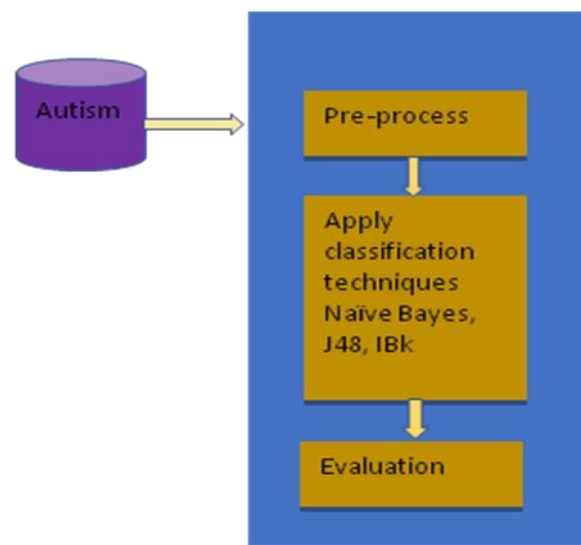 Autism
Pre-process
Apply
classification
techniques
Naïve Bayes,
J48, IBk
Evaluation